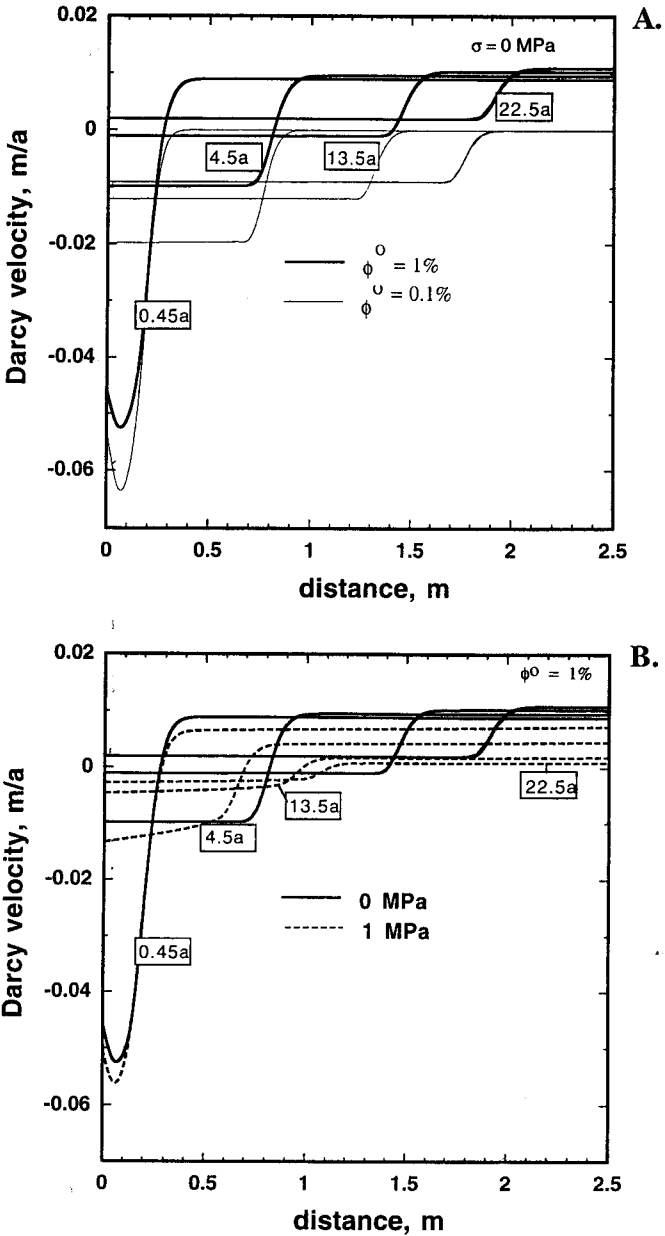 A.
0.02
σ = 0 MPa
22.5a
0
4.5a
13.5a
-0.02
ϕ⁰ = 1%
ϕ⁰ = 0.1%
0.45a
-0.04
-0.06
Darcy velocity, m/a
0 0.5 1 1.5 2 2.5
distance, m
B.
0.02
ϕ⁰ = 1%
0
22.5a
13.5a
4.5a
-0.02
0 MPa
1 MPa
0.45a
-0.04
-0.06
Darcy velocity, m/a
0 0.5 1 1.5 2 2.5
distance, m